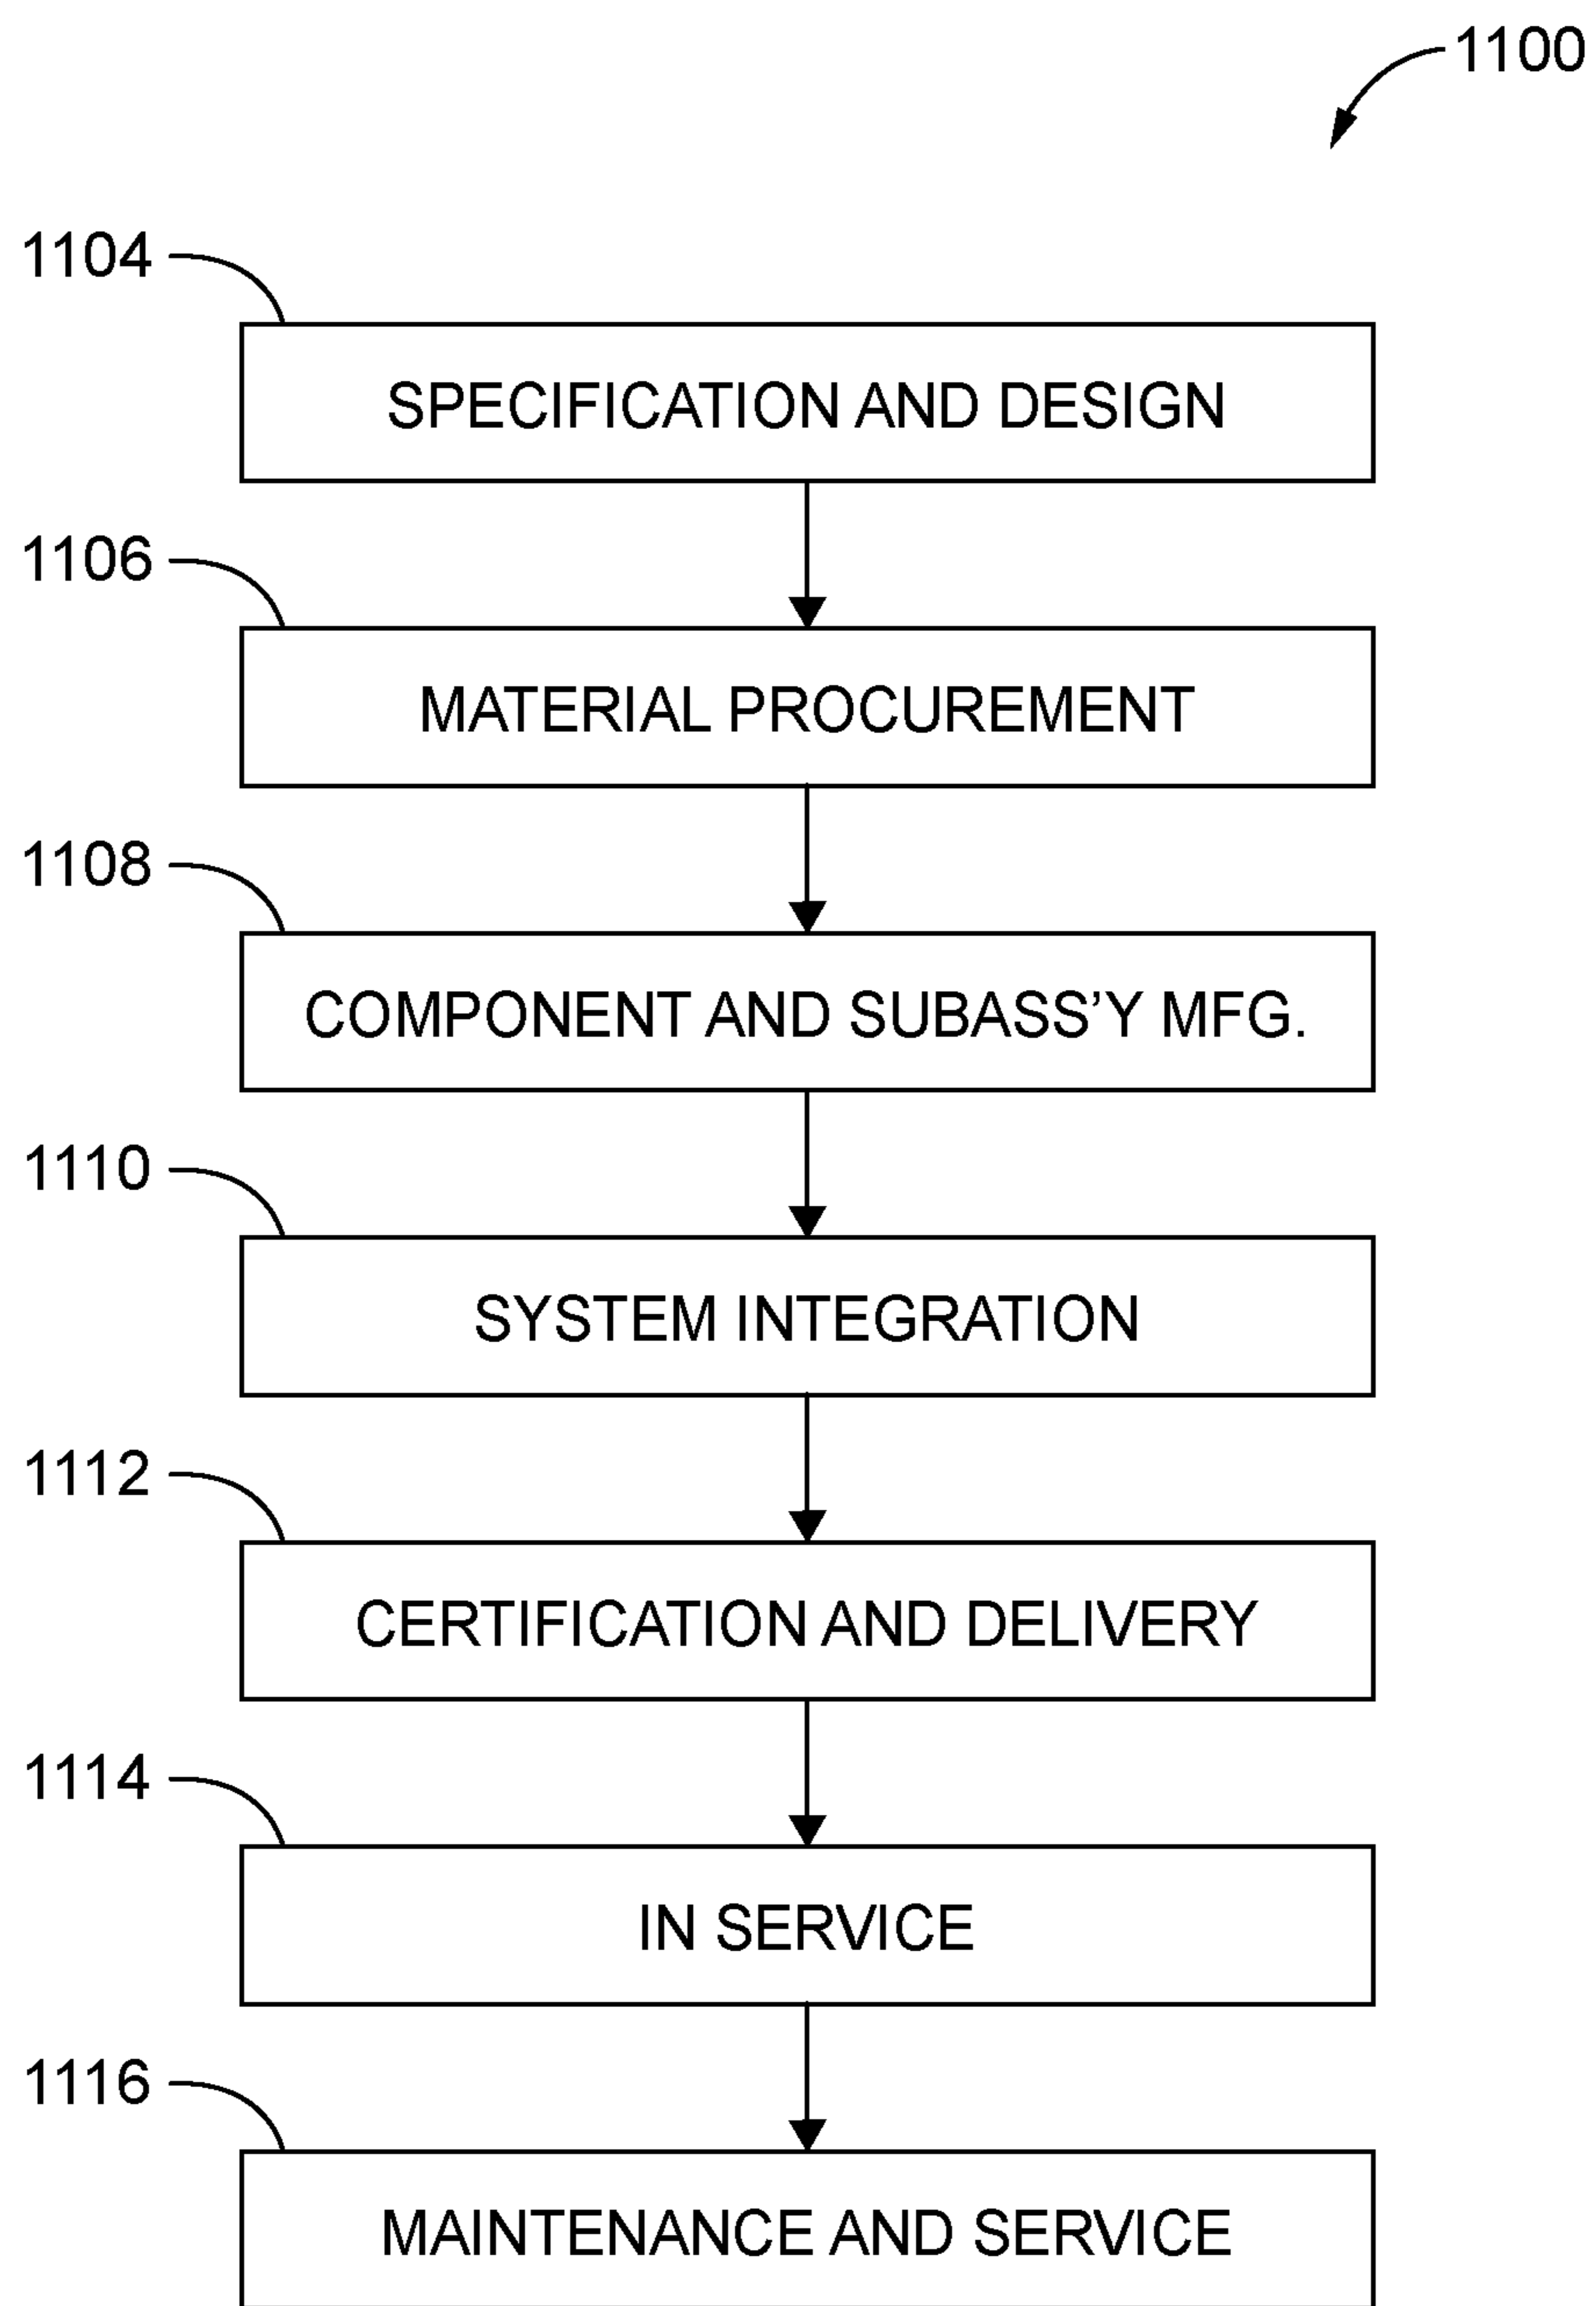 1100
1104
SPECIFICATION AND DESIGN
1106
MATERIAL PROCUREMENT
1108
COMPONENT AND SUBASS’Y MFG.
1110
SYSTEM INTEGRATION
1112
CERTIFICATION AND DELIVERY
1114
IN SERVICE
1116
MAINTENANCE AND SERVICE